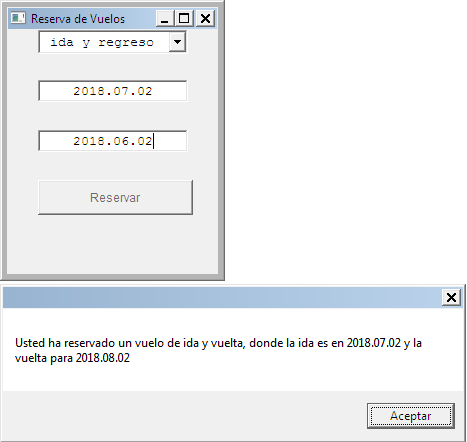 Reserva de Vuelos
ida y regreso
2018.07.02
2018.06.02
Reservar
Usted ha reservado un vuelo de ida y vuelta, donde la ida es en 2018.07.02 y la
vuelta para 2018.08.02
Aceptar